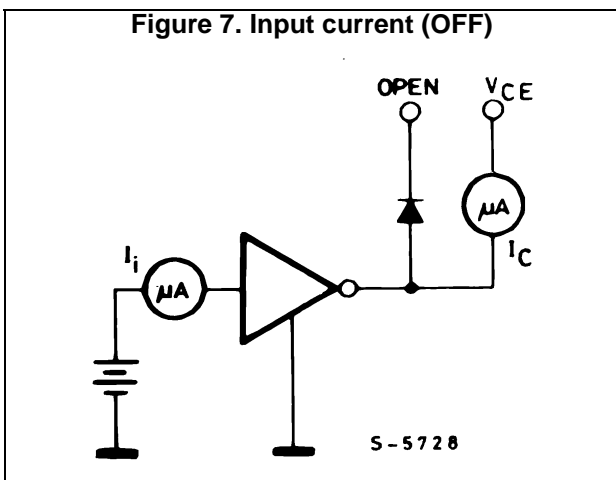 Figure 7. Input current (OFF)
OPEN
VCE
µA
IC
Ii
µA
S-5728